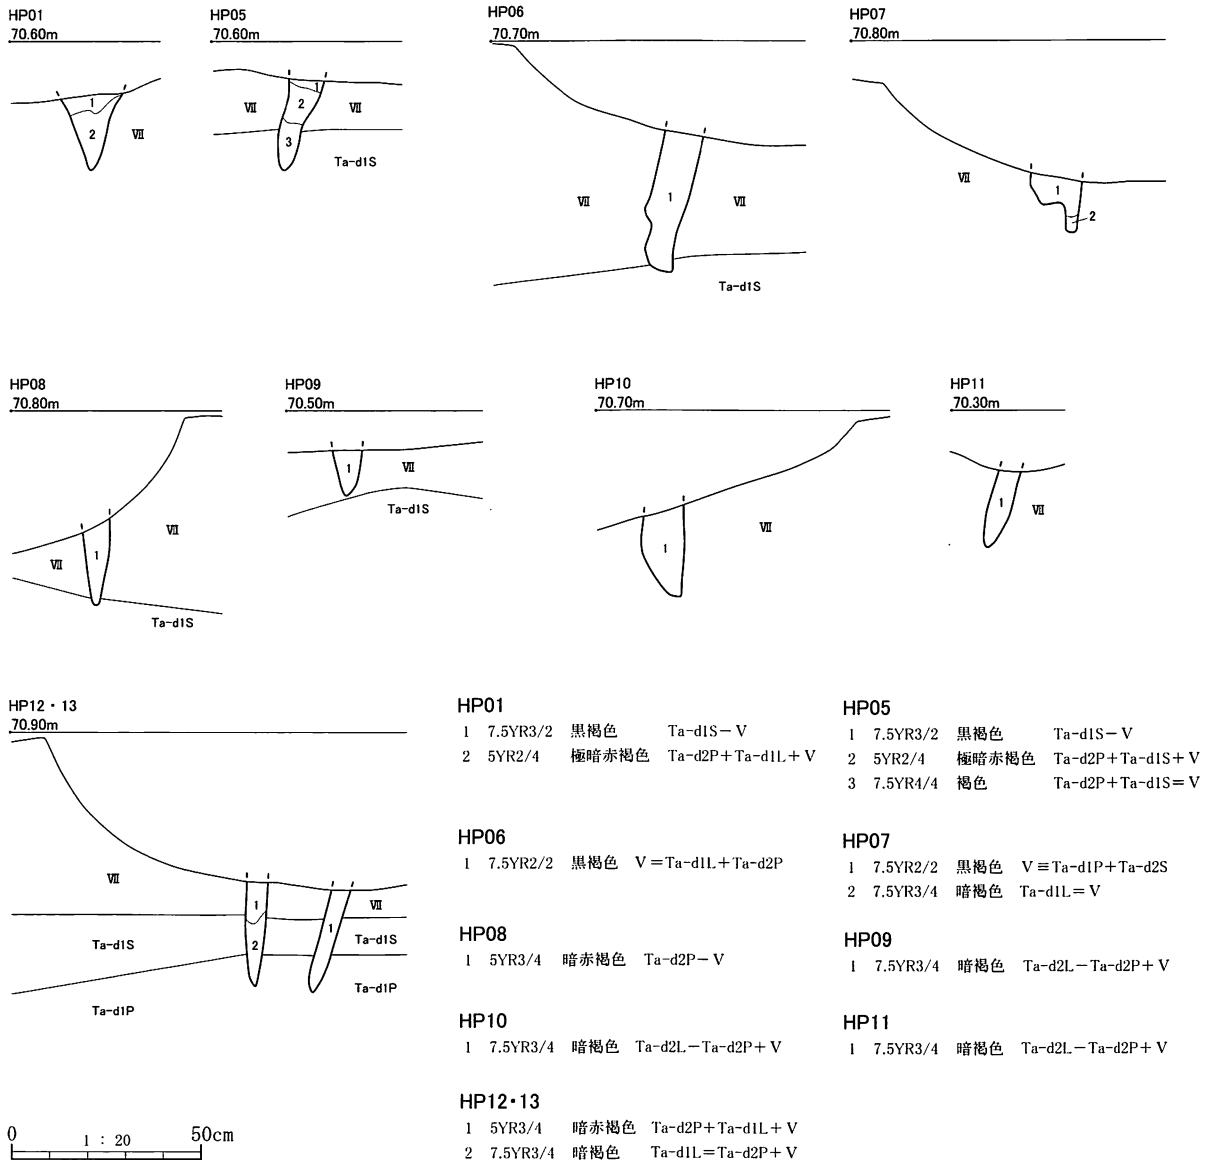 HP01
70.60m
1
2
Ⅶ
HP05
70.60m
1
2
3
Ⅶ
Ⅶ
Ta-d1S
HP06
70.70m
1
Ⅶ
Ⅶ
Ta-d1S
HP07
70.80m
Ⅶ
1
2
HP08
70.80m
Ⅶ
Ⅶ
1
Ta-d1S
HP09
70.50m
1
Ⅶ
Ta-d1S
HP10
70.70m
1
Ⅶ
HP11
70.30m
1
Ⅶ
HP12・13
70.90m
Ⅶ
1
2
1
Ⅶ
Ta-d1S
Ta-d1S
Ta-d1P
Ta-d1P
HP01
1 7.5YR3/2 黒褐色 Ta-d1S−V
2 5YR2/4 極暗赤褐色 Ta-d2P+Ta-d1L+V
HP05
1 7.5YR3/2 黒褐色 Ta-d1S−V
2 5YR2/4 極暗赤褐色 Ta-d2P+Ta-d1S+V
3 7.5YR4/4 褐色 Ta-d2P+Ta-d1S=V
HP06
1 7.5YR2/2 黒褐色 V=Ta-d1L+Ta-d2P
HP07
1 7.5YR2/2 黒褐色 V≡Ta-d1P+Ta-d2S
2 7.5YR3/4 暗褐色 Ta-d1L=V
HP08
1 5YR3/4 暗赤褐色 Ta-d2P−V
HP09
1 7.5YR3/4 暗褐色 Ta-d2L−Ta-d2P+V
HP10
1 7.5YR3/4 暗褐色 Ta-d2L−Ta-d2P+V
HP11
1 7.5YR3/4 暗褐色 Ta-d2L−Ta-d2P+V
HP12・13
1 5YR3/4 暗赤褐色 Ta-d2P+Ta-d1L+V
2 7.5YR3/4 暗褐色 Ta-d1L=Ta-d2P+V
0 1 : 20 50cm